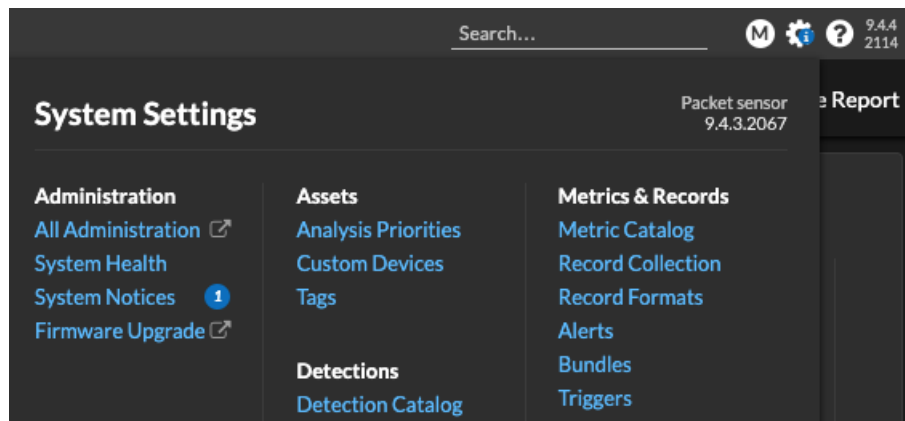 Search...
M
?
9.4.4
2114
System Settings
Packet sensor
9.4.3.2067
e Report
Administration
All Administration
System Health
System Notices 1
Firmware Upgrade
Assets
Analysis Priorities
Custom Devices
Tags
Detections
Detection Catalog
Metrics & Records
Metric Catalog
Record Collection
Record Formats
Alerts
Bundles
Triggers